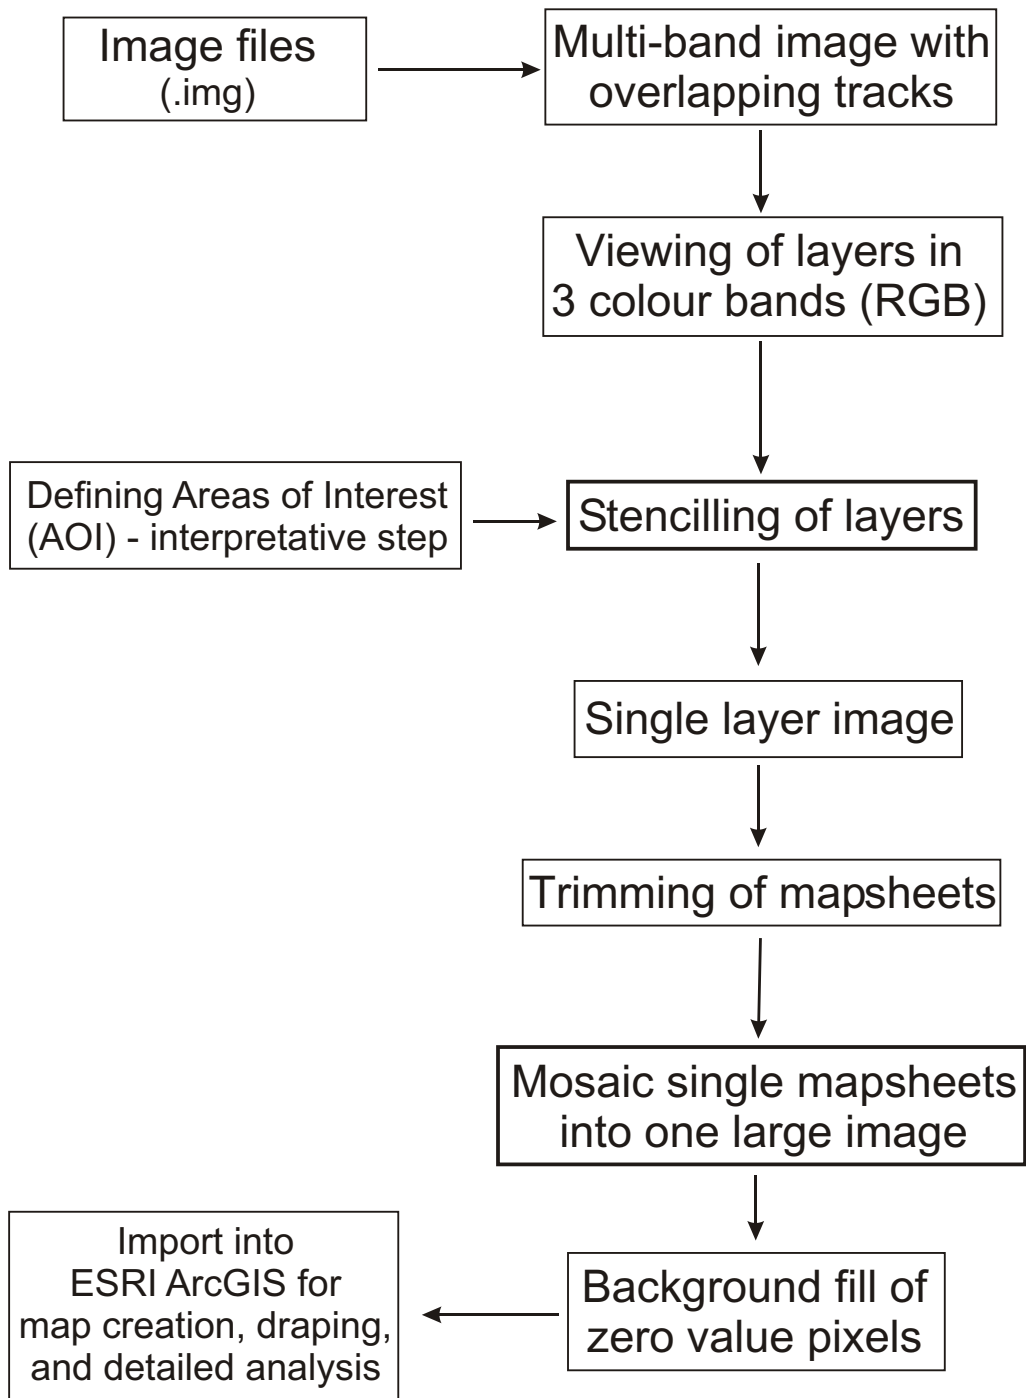 Image files
(.img)
Multi-band image with
overlapping tracks
Viewing of layers in
3 colour bands (RGB)
Defining Areas of Interest
(AOI) - interpretative step
Stencilling of layers
Single layer image
Trimming of mapsheets
Mosaic single mapsheets
into one large image
Background fill of
zero value pixels
Import into
ESRI ArcGIS for
map creation, draping,
and detailed analysis